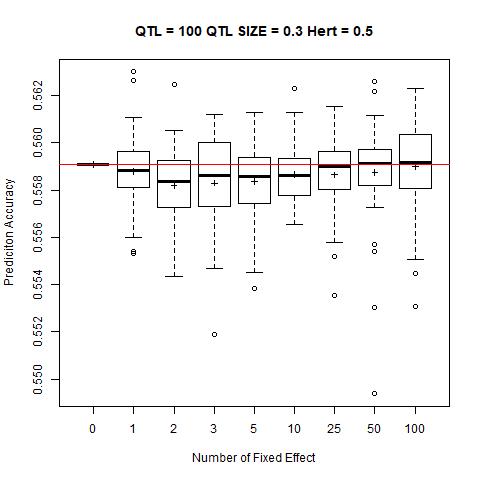 QTL = 100 QTL SIZE = 0.3 Hert = 0.5
Prediciton Accuracy
0.562
0.560
0.558
0.556
0.554
0.552
0.550
0 1 2 3 5 10 25 50 100
Number of Fixed Effect